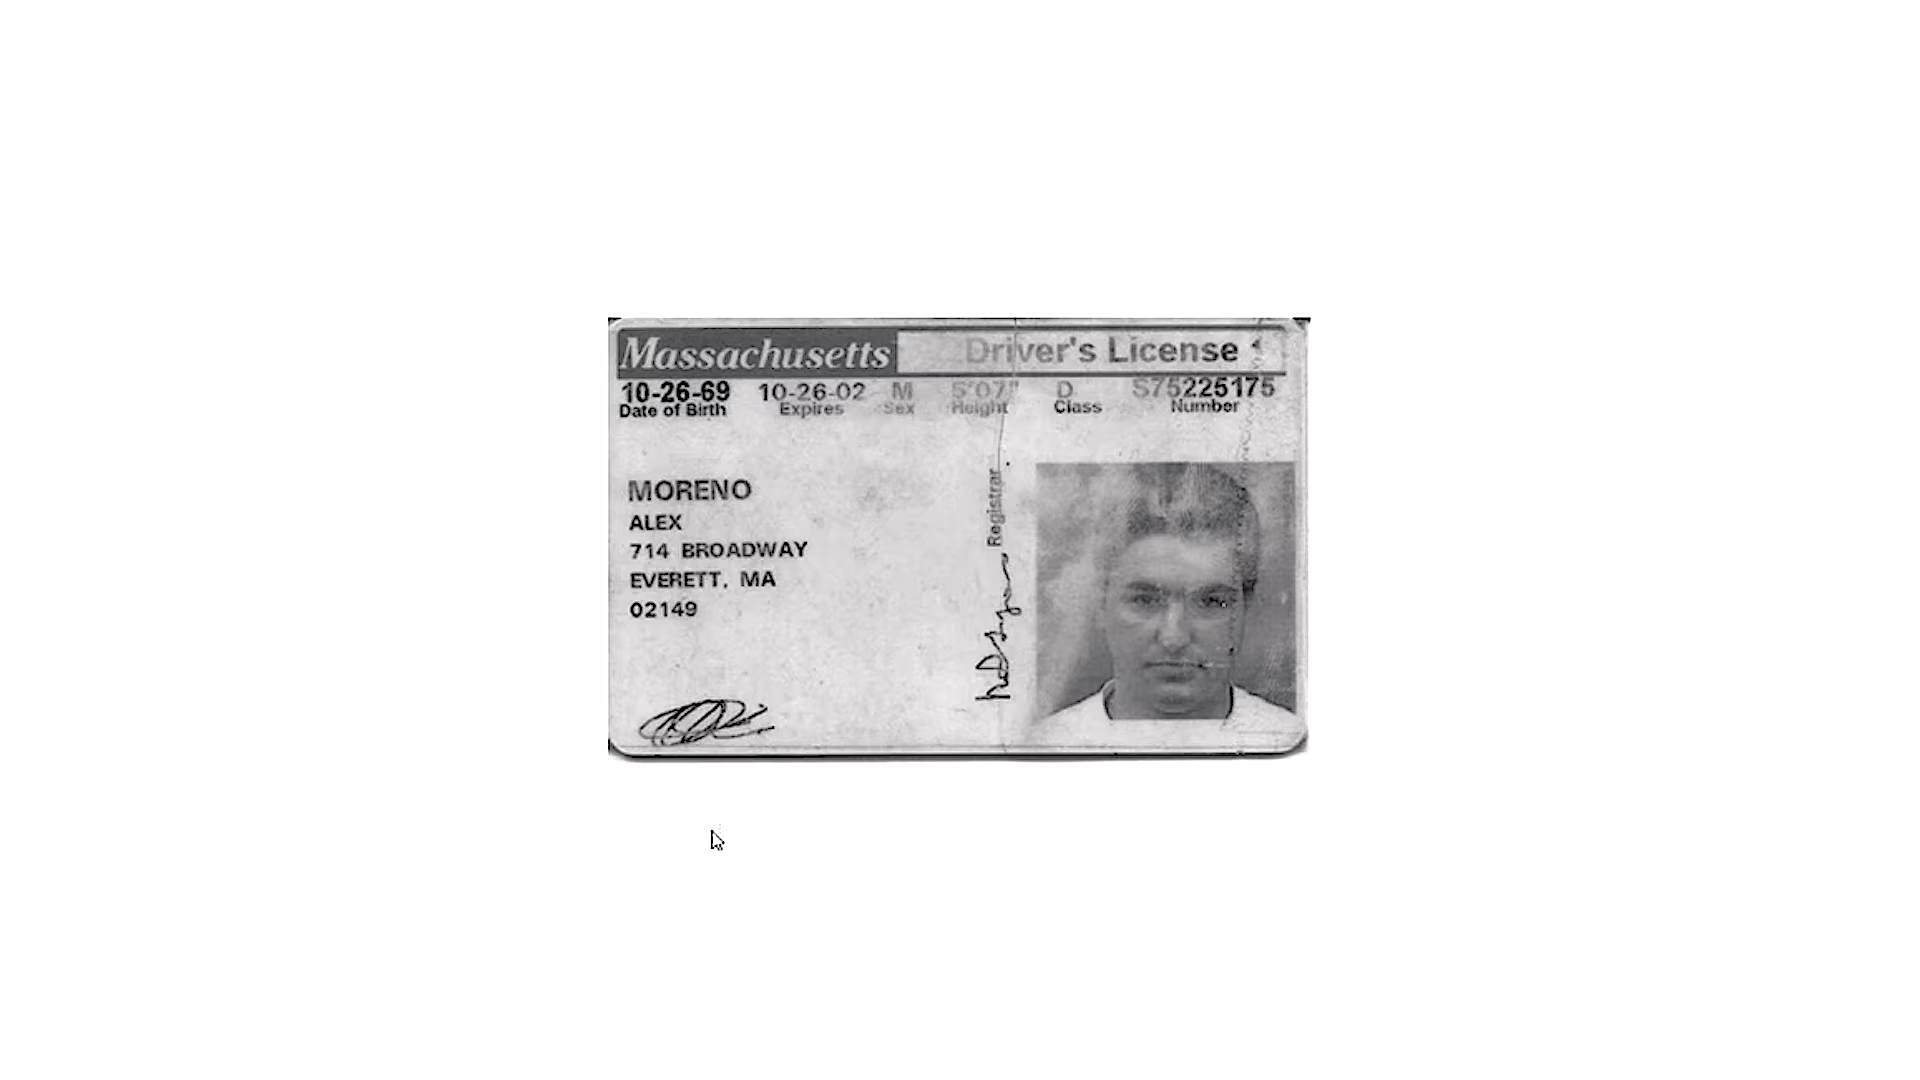 Massachusetts Driver's License
10-26-69 10-26-02 M 5'07" D S75225175
Date of Birth Expires Sex Height Class Number
MORENO
ALEX
714 BROADWAY
EVERETT, MA
02149
Registrar